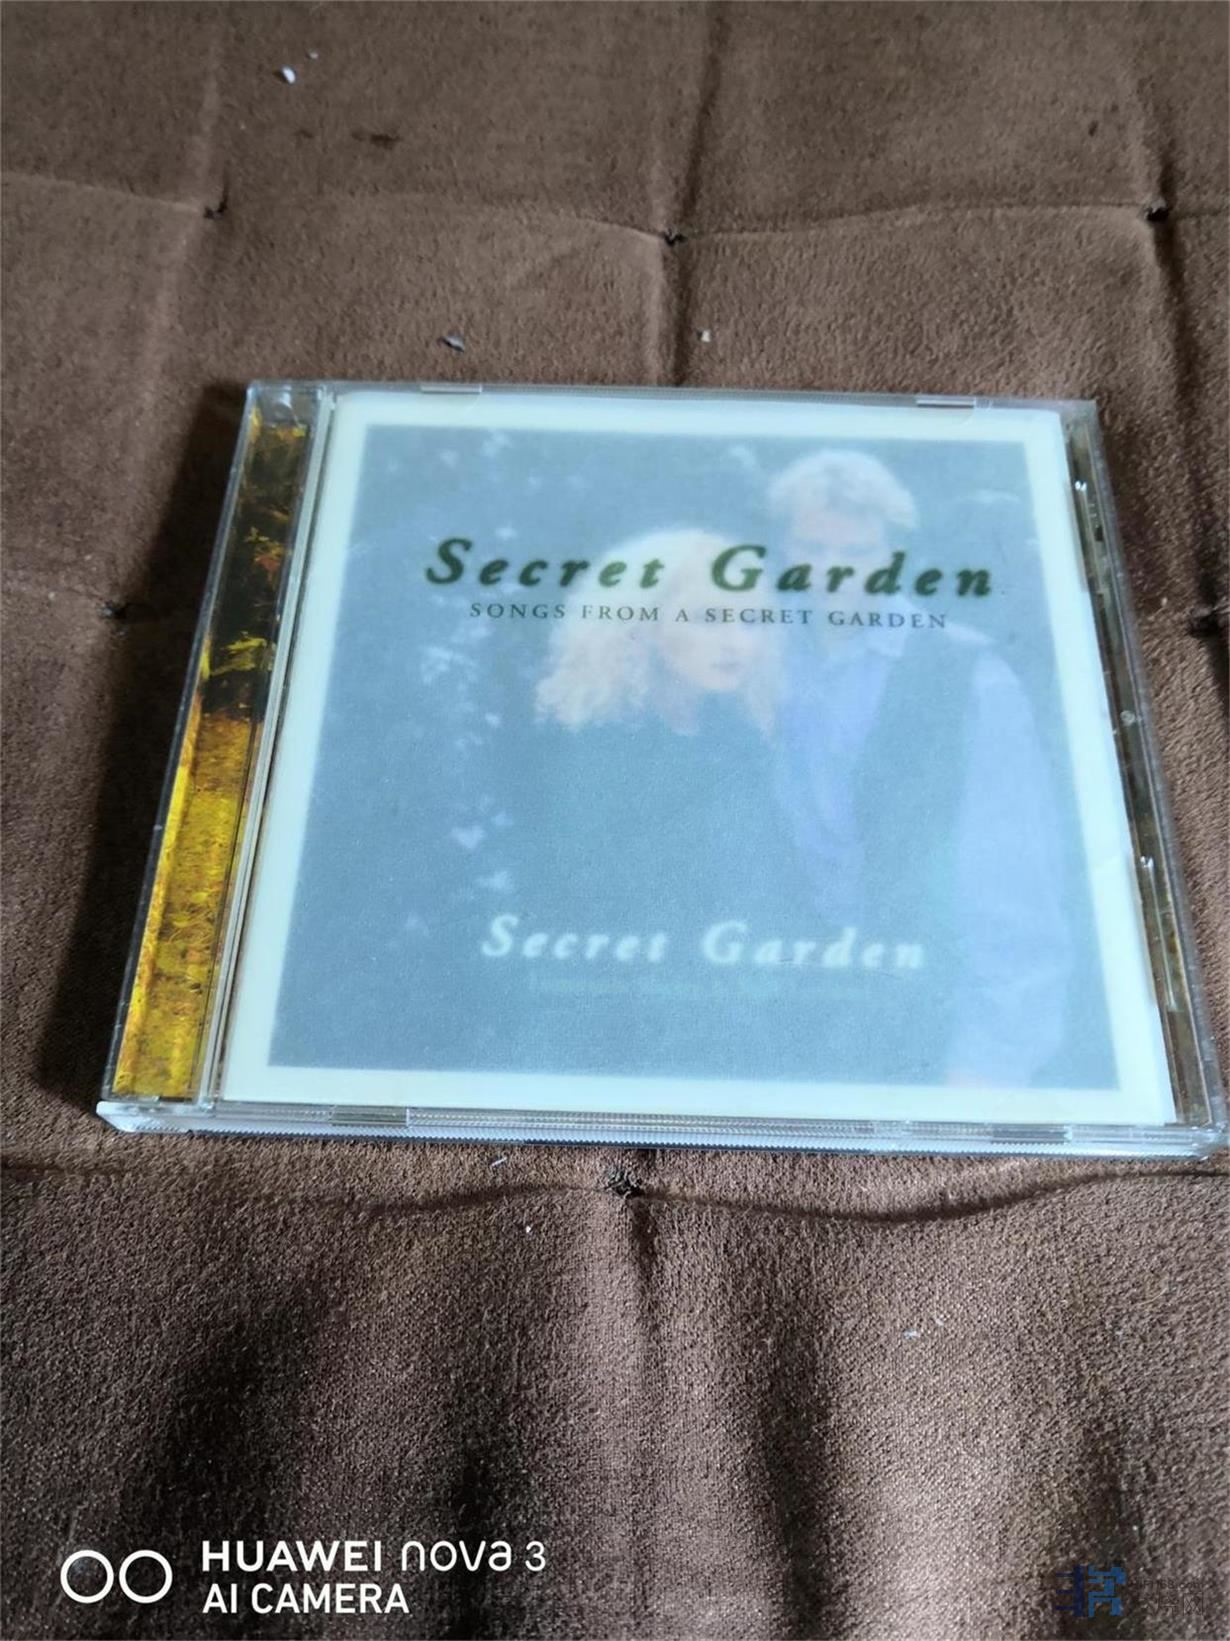 Secret Garden
SONGS FROM A SECRET GARDEN
Secret Garden
HUAWEI nova 3
AI CAMERA